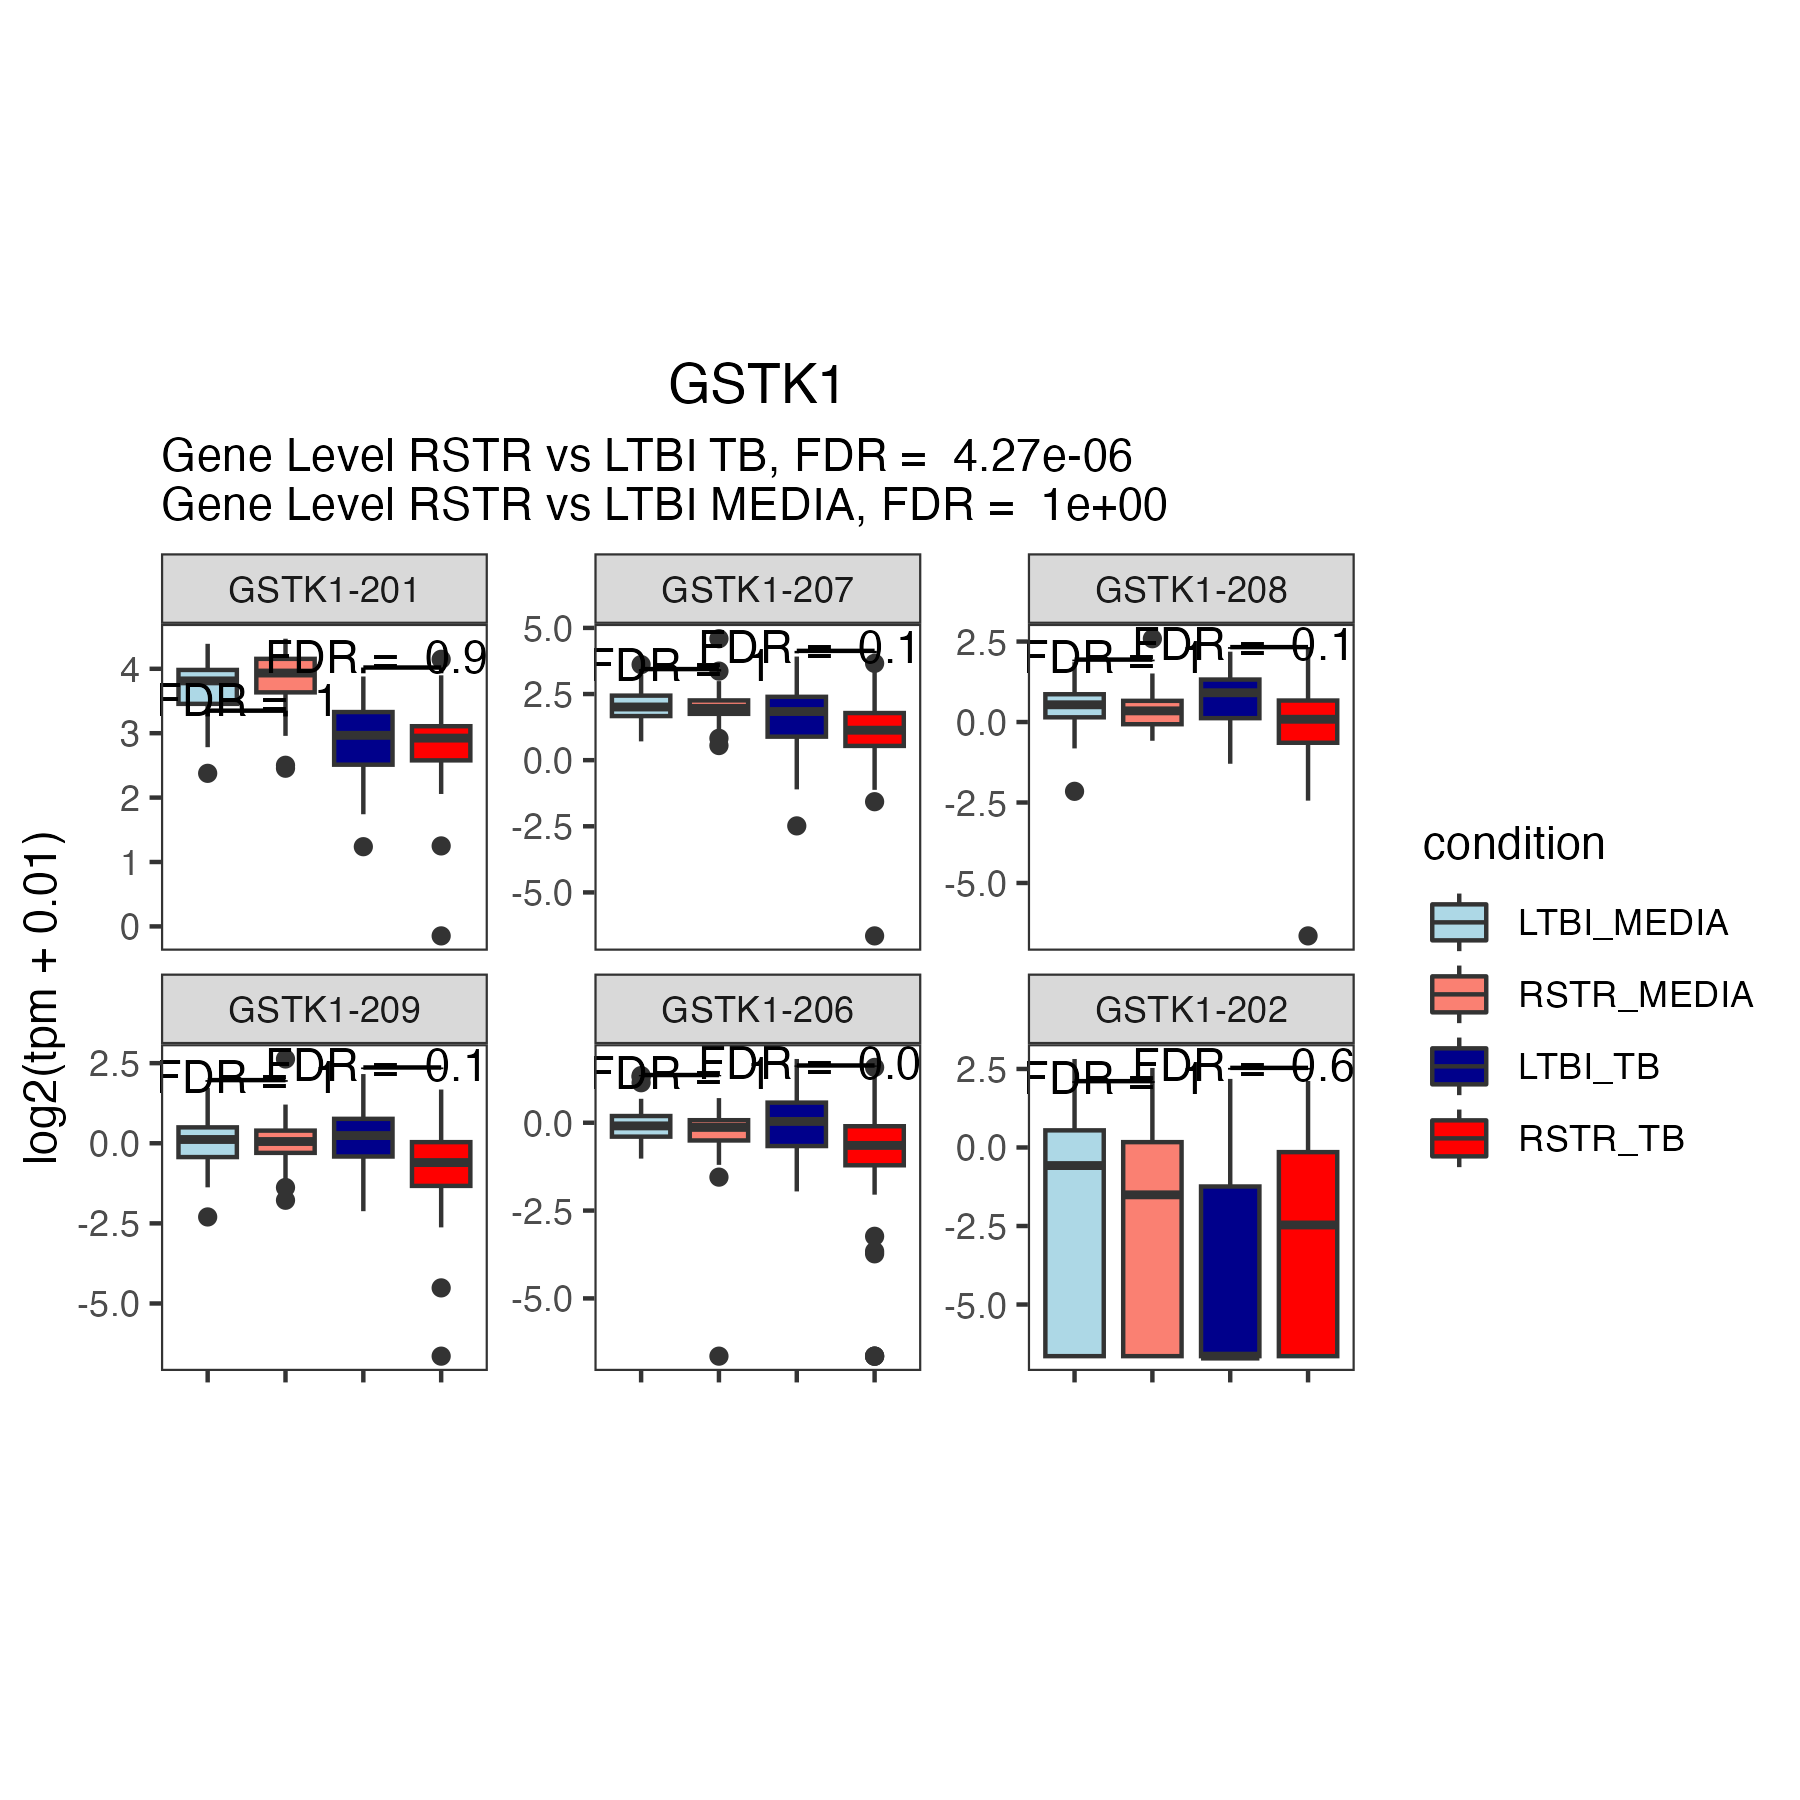 GSTK1
Gene Level RSTR vs LTBI TB, FDR = 4.27e-06
Gene Level RSTR vs LTBI MEDIA, FDR = 1e+00
log2(tpm + 0.01)
GSTK1-201
FDR = 0.9
FDR = 1
4
3
2
1
0
GSTK1-207
FDR = 1
FDR = 0.1
5.0
2.5
0.0
-2.5
-5.0
GSTK1-208
FDR = 1
FDR = 0.1
2.5
0.0
-2.5
-5.0
GSTK1-209
FDR = 1
FDR = 0.1
2.5
0.0
-2.5
-5.0
GSTK1-206
FDR = 1
FDR = 0.0
0.0
-2.5
-5.0
GSTK1-202
FDR = 1
FDR = 0.6
2.5
0.0
-2.5
-5.0
condition
LTBI_MEDIA
RSTR_MEDIA
LTBI_TB
RSTR_TB